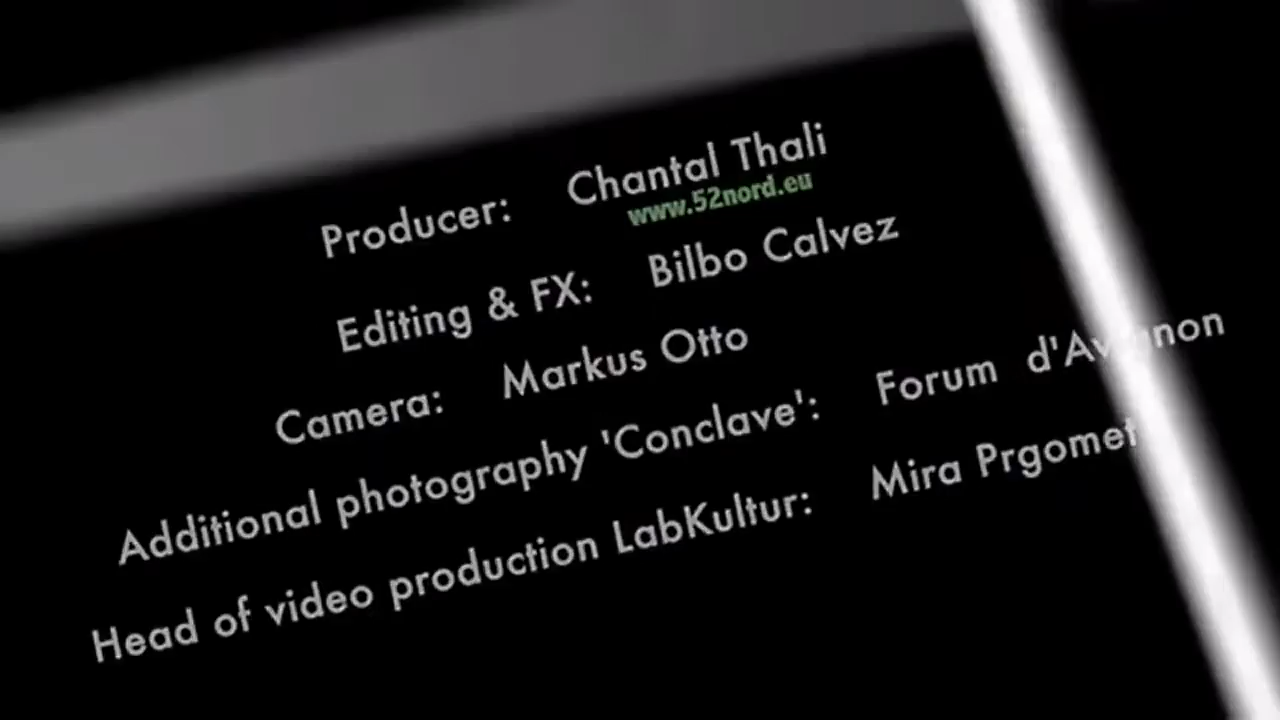 Producer: Chantal Thali
www.52nord.eu
Editing & FX: Bilbo Calvez
Camera: Markus Otto
Additional photography 'Conclave': Forum d'Avignon
Head of video production LabKultur: Mira Prgomet